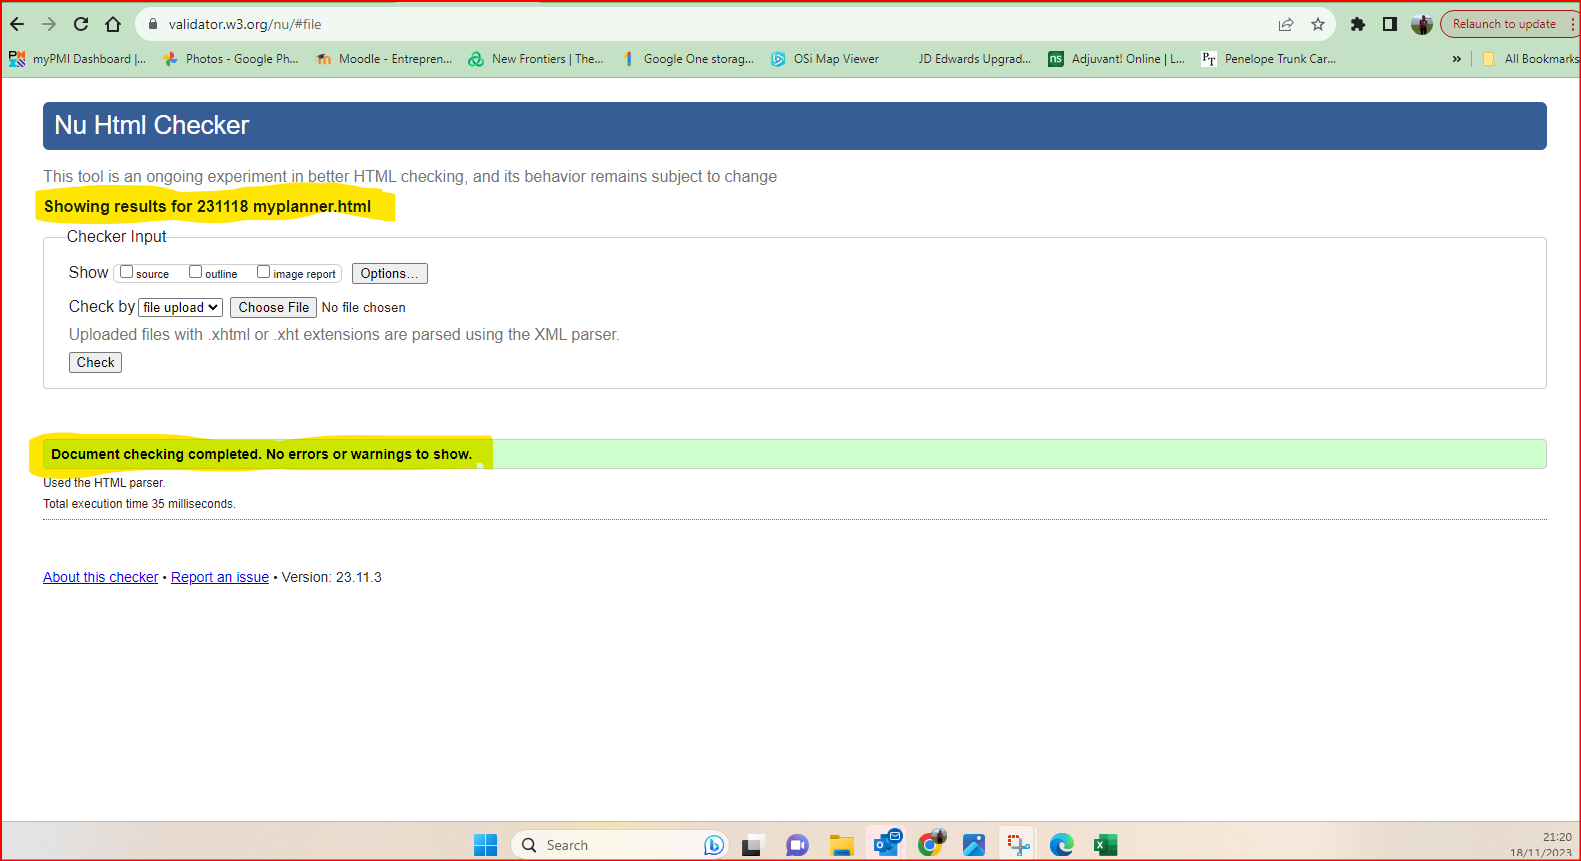 validator.w3.org/nu/#file
Relaunch to update
myPMI Dashboard |... Photos - Google Ph... Moodle - Entrepren... New Frontiers | The... Google One storag... OSi Map Viewer JD Edwards Upgrad... ns Adjuvant! Online | L... PT Penelope Trunk Car... » All Bookmarks
Nu Html Checker
This tool is an ongoing experiment in better HTML checking, and its behavior remains subject to change
Showing results for 231118 myplanner.html
Checker Input
Show source outline image report Options...
Check by file upload Choose File No file chosen
Uploaded files with .xhtml or .xht extensions are parsed using the XML parser.
Check
Document checking completed. No errors or warnings to show.
Used the HTML parser.
Total execution time 35 milliseconds.
About this checker • Report an issue • Version: 23.11.3
Search
21:20
18/11/2023